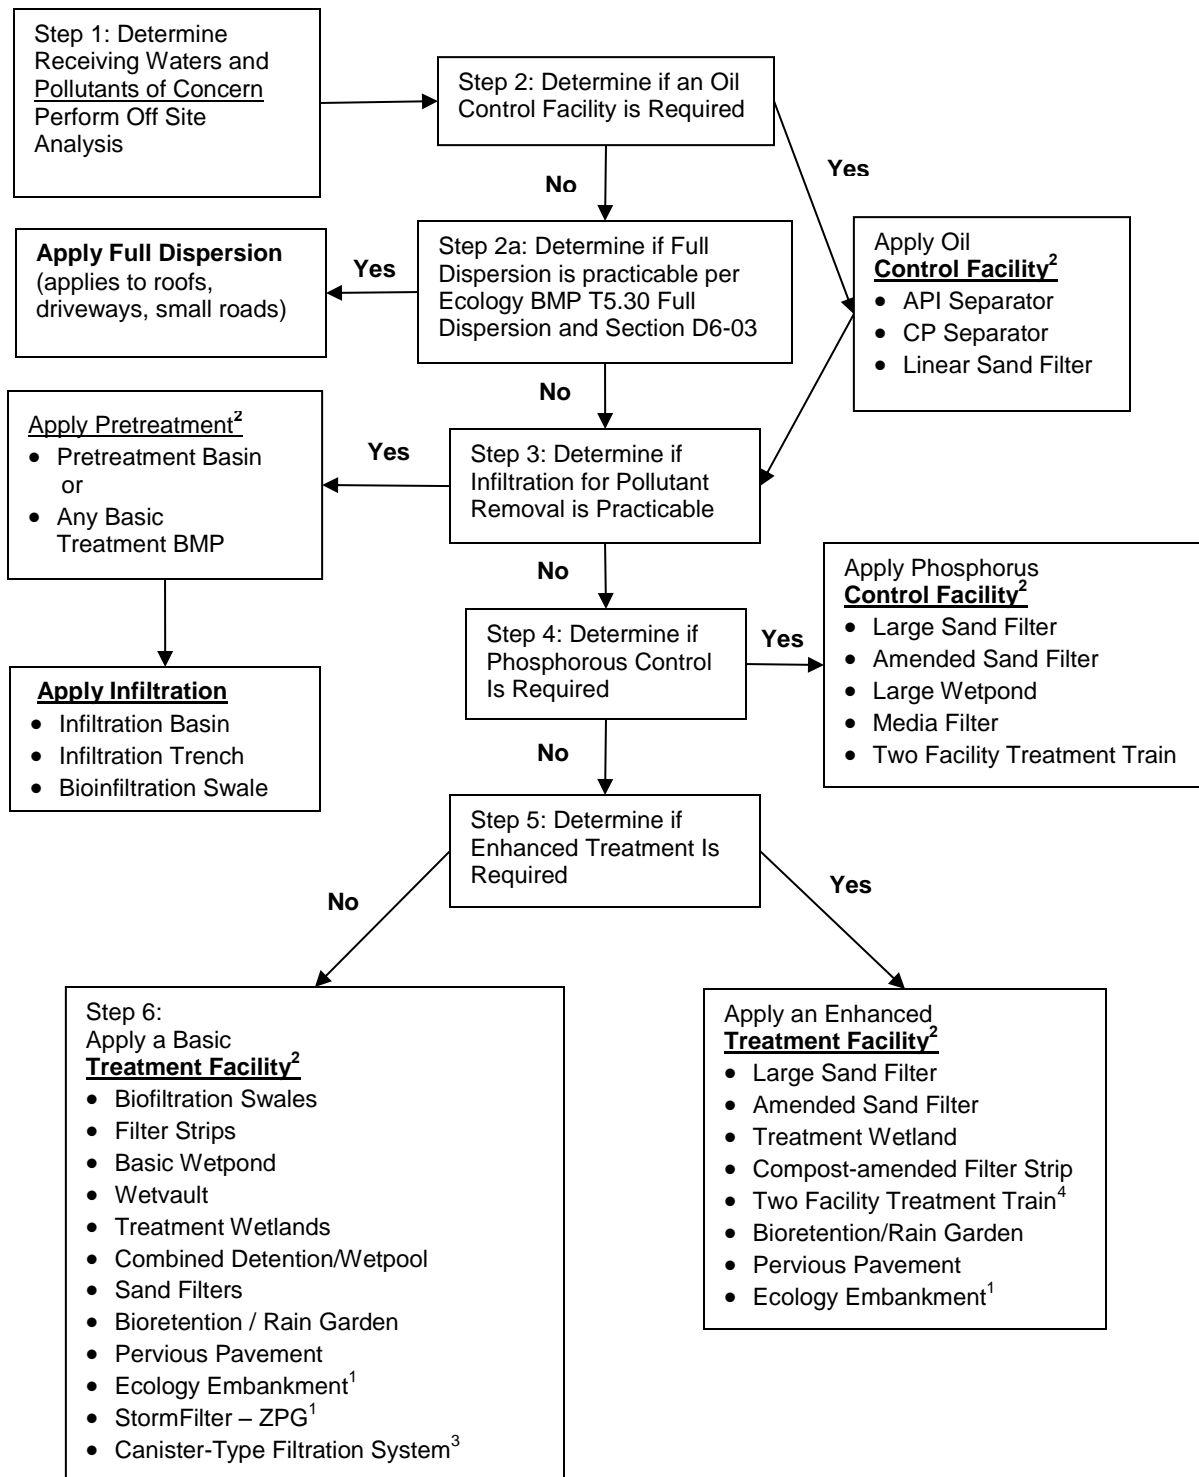 Step 1: Determine
Receiving Waters and
Pollutants of Concern
Perform Off Site
Analysis
Step 2: Determine if an Oil
Control Facility is Required
Yes
No
Apply Full Dispersion
(applies to roofs,
driveways, small roads)
Yes
Step 2a: Determine if Full
Dispersion is practicable per
Ecology BMP T5.30 Full
Dispersion and Section D6-03
Apply Oil
Control Facility²
• API Separator
• CP Separator
• Linear Sand Filter
No
Apply Pretreatment²
• Pretreatment Basin
or
• Any Basic
Treatment BMP
Yes
Step 3: Determine if
Infiltration for Pollutant
Removal is Practicable
No
Apply Phosphorus
Control Facility²
• Large Sand Filter
• Amended Sand Filter
• Large Wetpond
• Media Filter
• Two Facility Treatment Train
Step 4: Determine if
Phosphorous Control
Is Required
Yes
Apply Infiltration
• Infiltration Basin
• Infiltration Trench
• Bioinfiltration Swale
No
Step 5: Determine if
Enhanced Treatment Is
Required
No
Yes
Step 6:
Apply a Basic
Treatment Facility²
• Biofiltration Swales
• Filter Strips
• Basic Wetpond
• Wetvault
• Treatment Wetlands
• Combined Detention/Wetpool
• Sand Filters
• Bioretention / Rain Garden
• Pervious Pavement
• Ecology Embankment¹
• StormFilter – ZPG¹
• Canister-Type Filtration System³
Apply an Enhanced
Treatment Facility²
• Large Sand Filter
• Amended Sand Filter
• Treatment Wetland
• Compost-amended Filter Strip
• Two Facility Treatment Train⁴
• Bioretention/Rain Garden
• Pervious Pavement
• Ecology Embankment¹